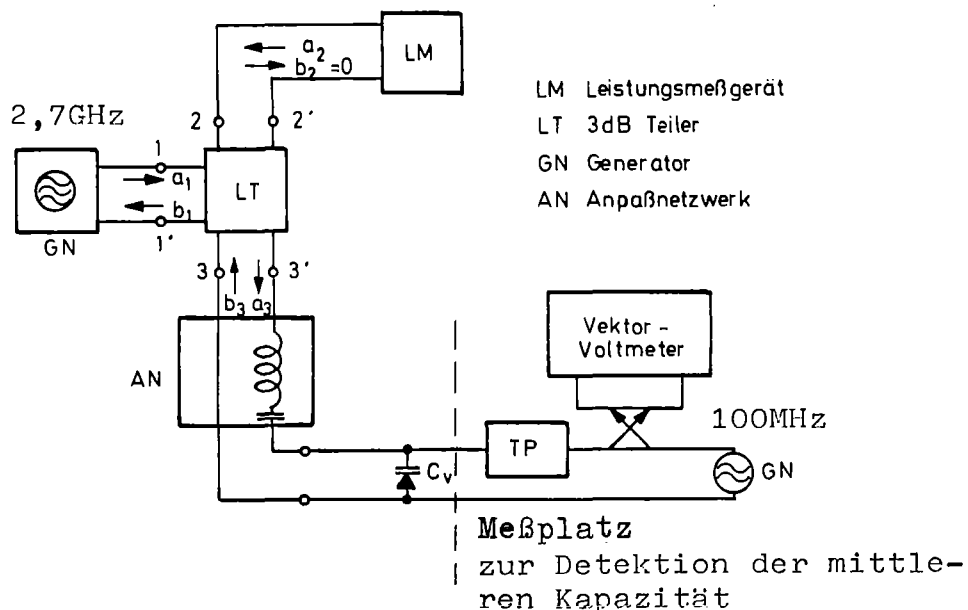 a₂
b₂=0
LM
LM Leistungsmeßgerät
LT 3dB Teiler
GN Generator
AN Anpaßnetzwerk
2,7GHz
2 2'
1
a₁
b₁
1'
GN
LT
3 3'
b₃ a₃
AN
Vektor-
Voltmeter
100MHz
TP
GN
Cᵥ
Meßplatz
zur Detektion der mittle-
ren Kapazität